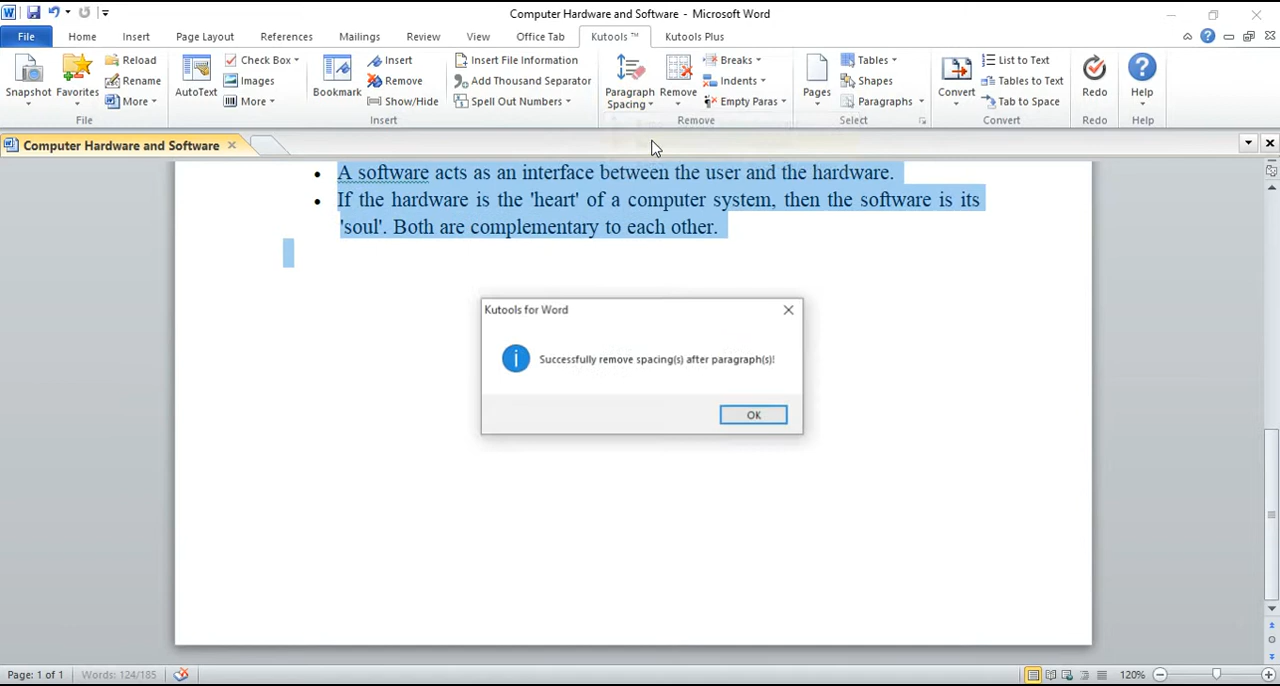 Computer Hardware and Software - Microsoft Word
File Home Insert Page Layout References Mailings Review View Office Tab Kutools ™ Kutools Plus
Snapshot
Favorites
Reload
Rename
More
File
AutoText
Check Box
Images
More
Bookmark
Insert
Remove
Show/Hide
Insert File Information
Add Thousand Separator
Spell Out Numbers
Insert
Paragraph
Spacing
Remove
Breaks
Indents
Empty Paras
Remove
Pages
Tables
Shapes
Paragraphs
Select
Convert
List to Text
Tables to Text
Tab to Space
Convert
Redo
Redo
Help
Help
Computer Hardware and Software
• A software acts as an interface between the user and the hardware.
• If the hardware is the 'heart' of a computer system, then the software is its
'soul'. Both are complementary to each other.
Kutools for Word
Successfully remove spacing(s) after paragraph(s)!
OK
Page: 1 of 1 Words: 124/185 120%